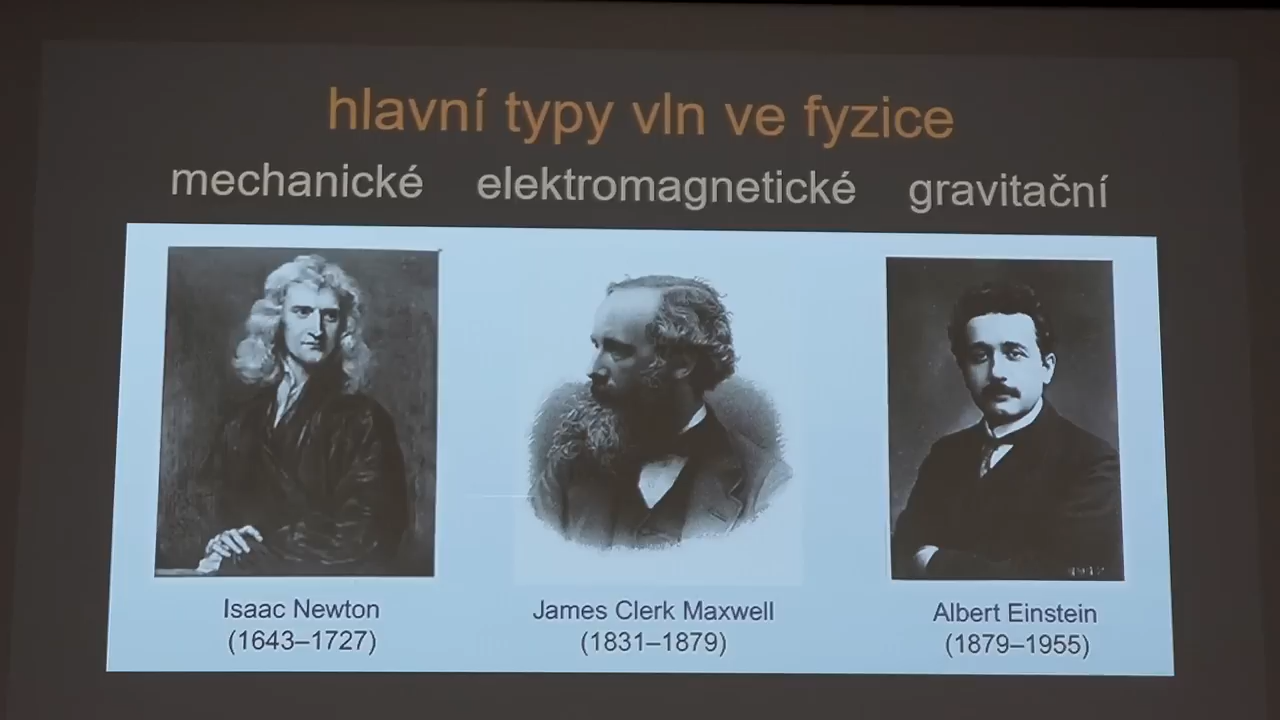 hlavní typy vln ve fyzice
mechanické elektromagnetické gravitační
Isaac Newton
(1643–1727)
James Clerk Maxwell
(1831–1879)
Albert Einstein
(1879–1955)